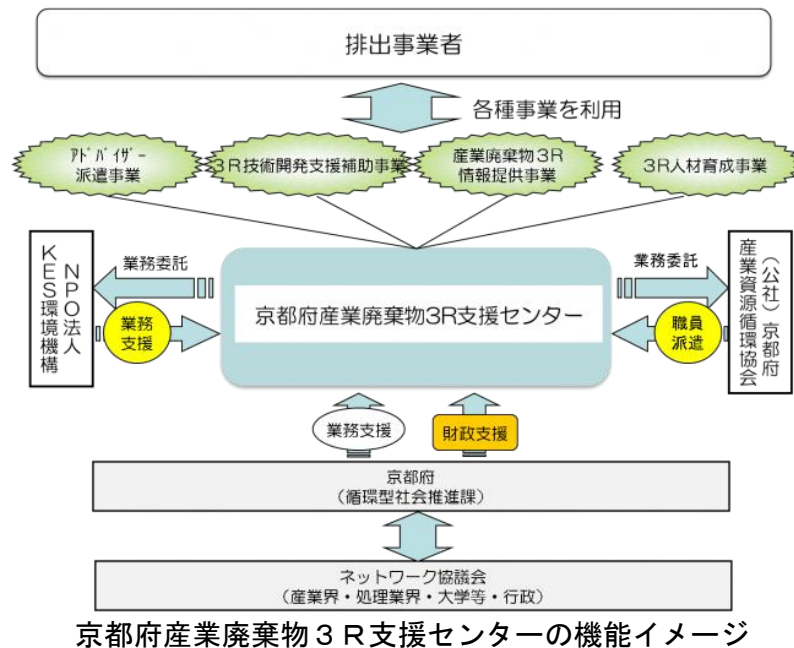 排出事業者
各種事業を利用
ｱﾄﾞﾊﾞｲｻﾞｰ
派遣事業
3R技術開発支援補助事業
産業廃棄物3R
情報提供事業
3R人材育成事業
NPO法人
KES環境機構
業務委託
業務
支援
京都府産業廃棄物3R支援センター
業務委託
職員
派遣
（公社）京都府
産業資源循環協会
業務支援
財政支援
京都府
（循環型社会推進課）
ネットワーク協議会
（産業界・処理業界・大学等・行政）
京都府産業廃棄物３Ｒ支援センターの機能イメージ